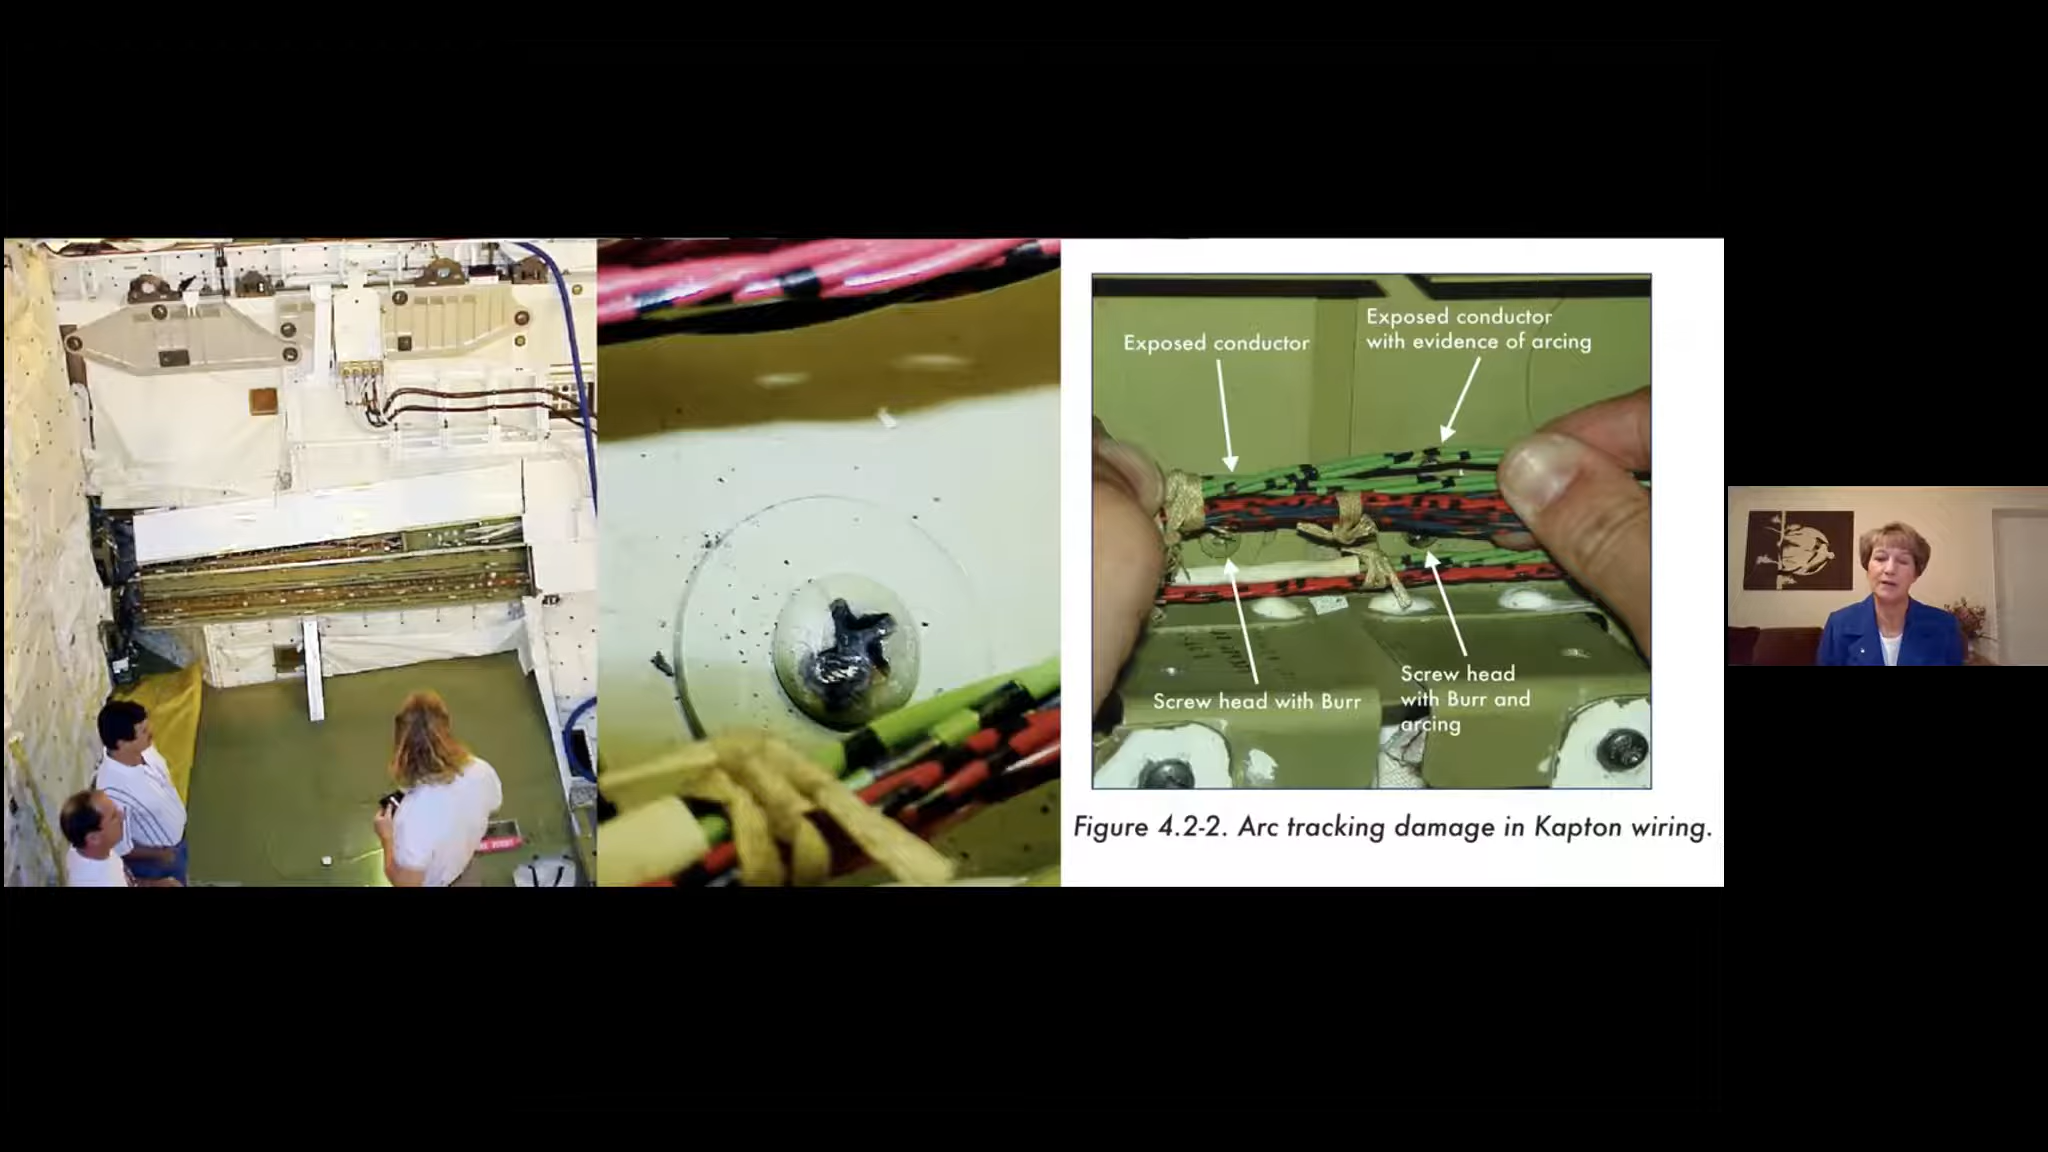 Exposed conductor
Exposed conductor
with evidence of arcing
Screw head with Burr
Screw head
with Burr and
arcing
Figure 4.2-2. Arc tracking damage in Kapton wiring.